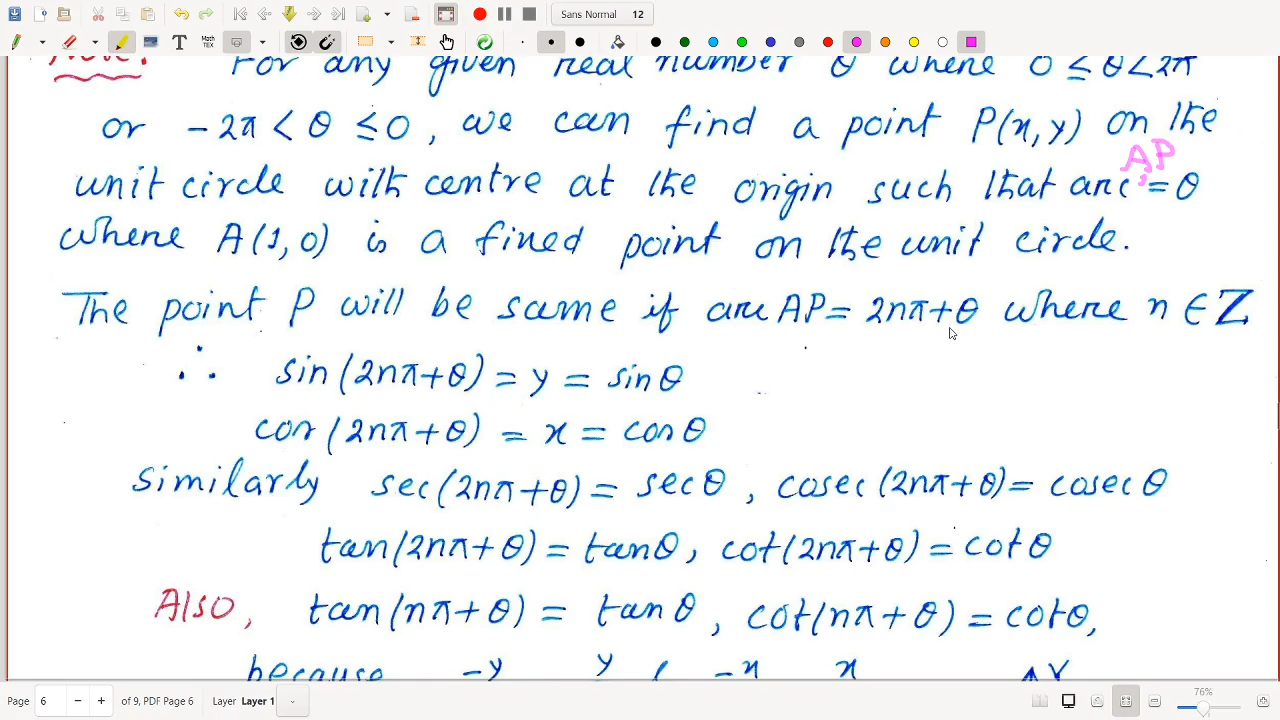 Sans Normal 12
Note:
For any given real number θ where 0 ≤ θ < 2π
or -2π < θ ≤ 0, we can find a point P(x, y) on the
AP,
unit circle with centre at the origin such that arc = θ
where A(1, 0) is a fixed point on the unit circle.
The point P will be same if arc AP = 2nπ+θ where n ∈ Z
∴ sin(2nπ+θ) = y = sinθ
cos(2nπ+θ) = x = cosθ
Similarly sec(2nπ+θ) = secθ, cosec(2nπ+θ) = cosecθ
tan(2nπ+θ) = tanθ, cot(2nπ+θ) = cotθ
Also, tan(nπ+θ) = tanθ, cot(nπ+θ) = cotθ,
because -y y -x x
Page 6 of 9, PDF Page 6 Layer Layer 1 76%